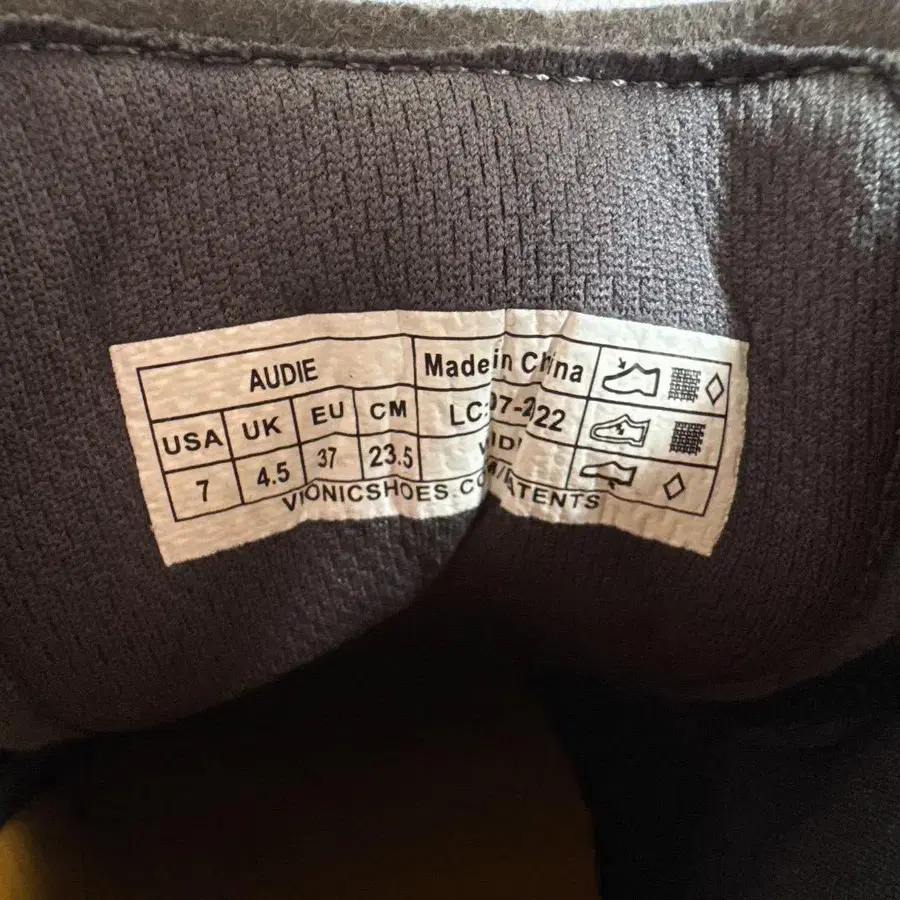 AUDIE Made in China
USA UK EU CM
7 4.5 37 23.5
VIONICSHOES.COM/PATENTS